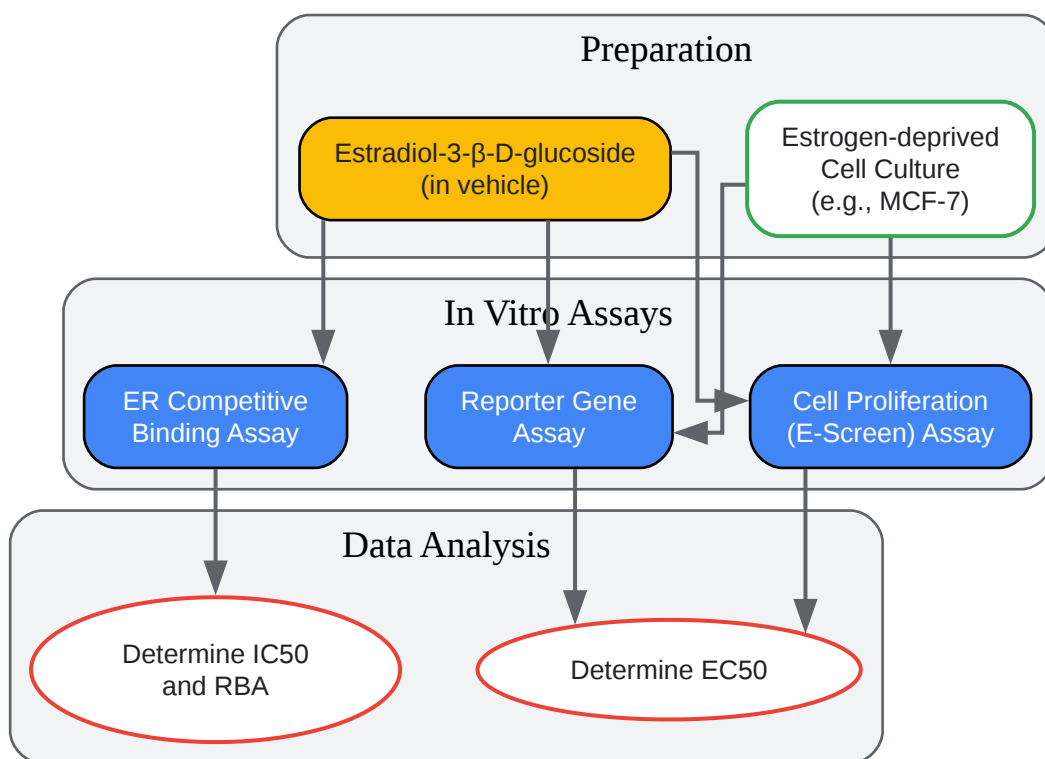 Preparation
Estradiol-3-β-D-glucoside
(in vehicle)
Estrogen-deprived
Cell Culture
(e.g., MCF-7)
In Vitro Assays
ER Competitive
Binding Assay
Reporter Gene
Assay
Cell Proliferation
(E-Screen) Assay
Data Analysis
Determine IC50
and RBA
Determine EC50